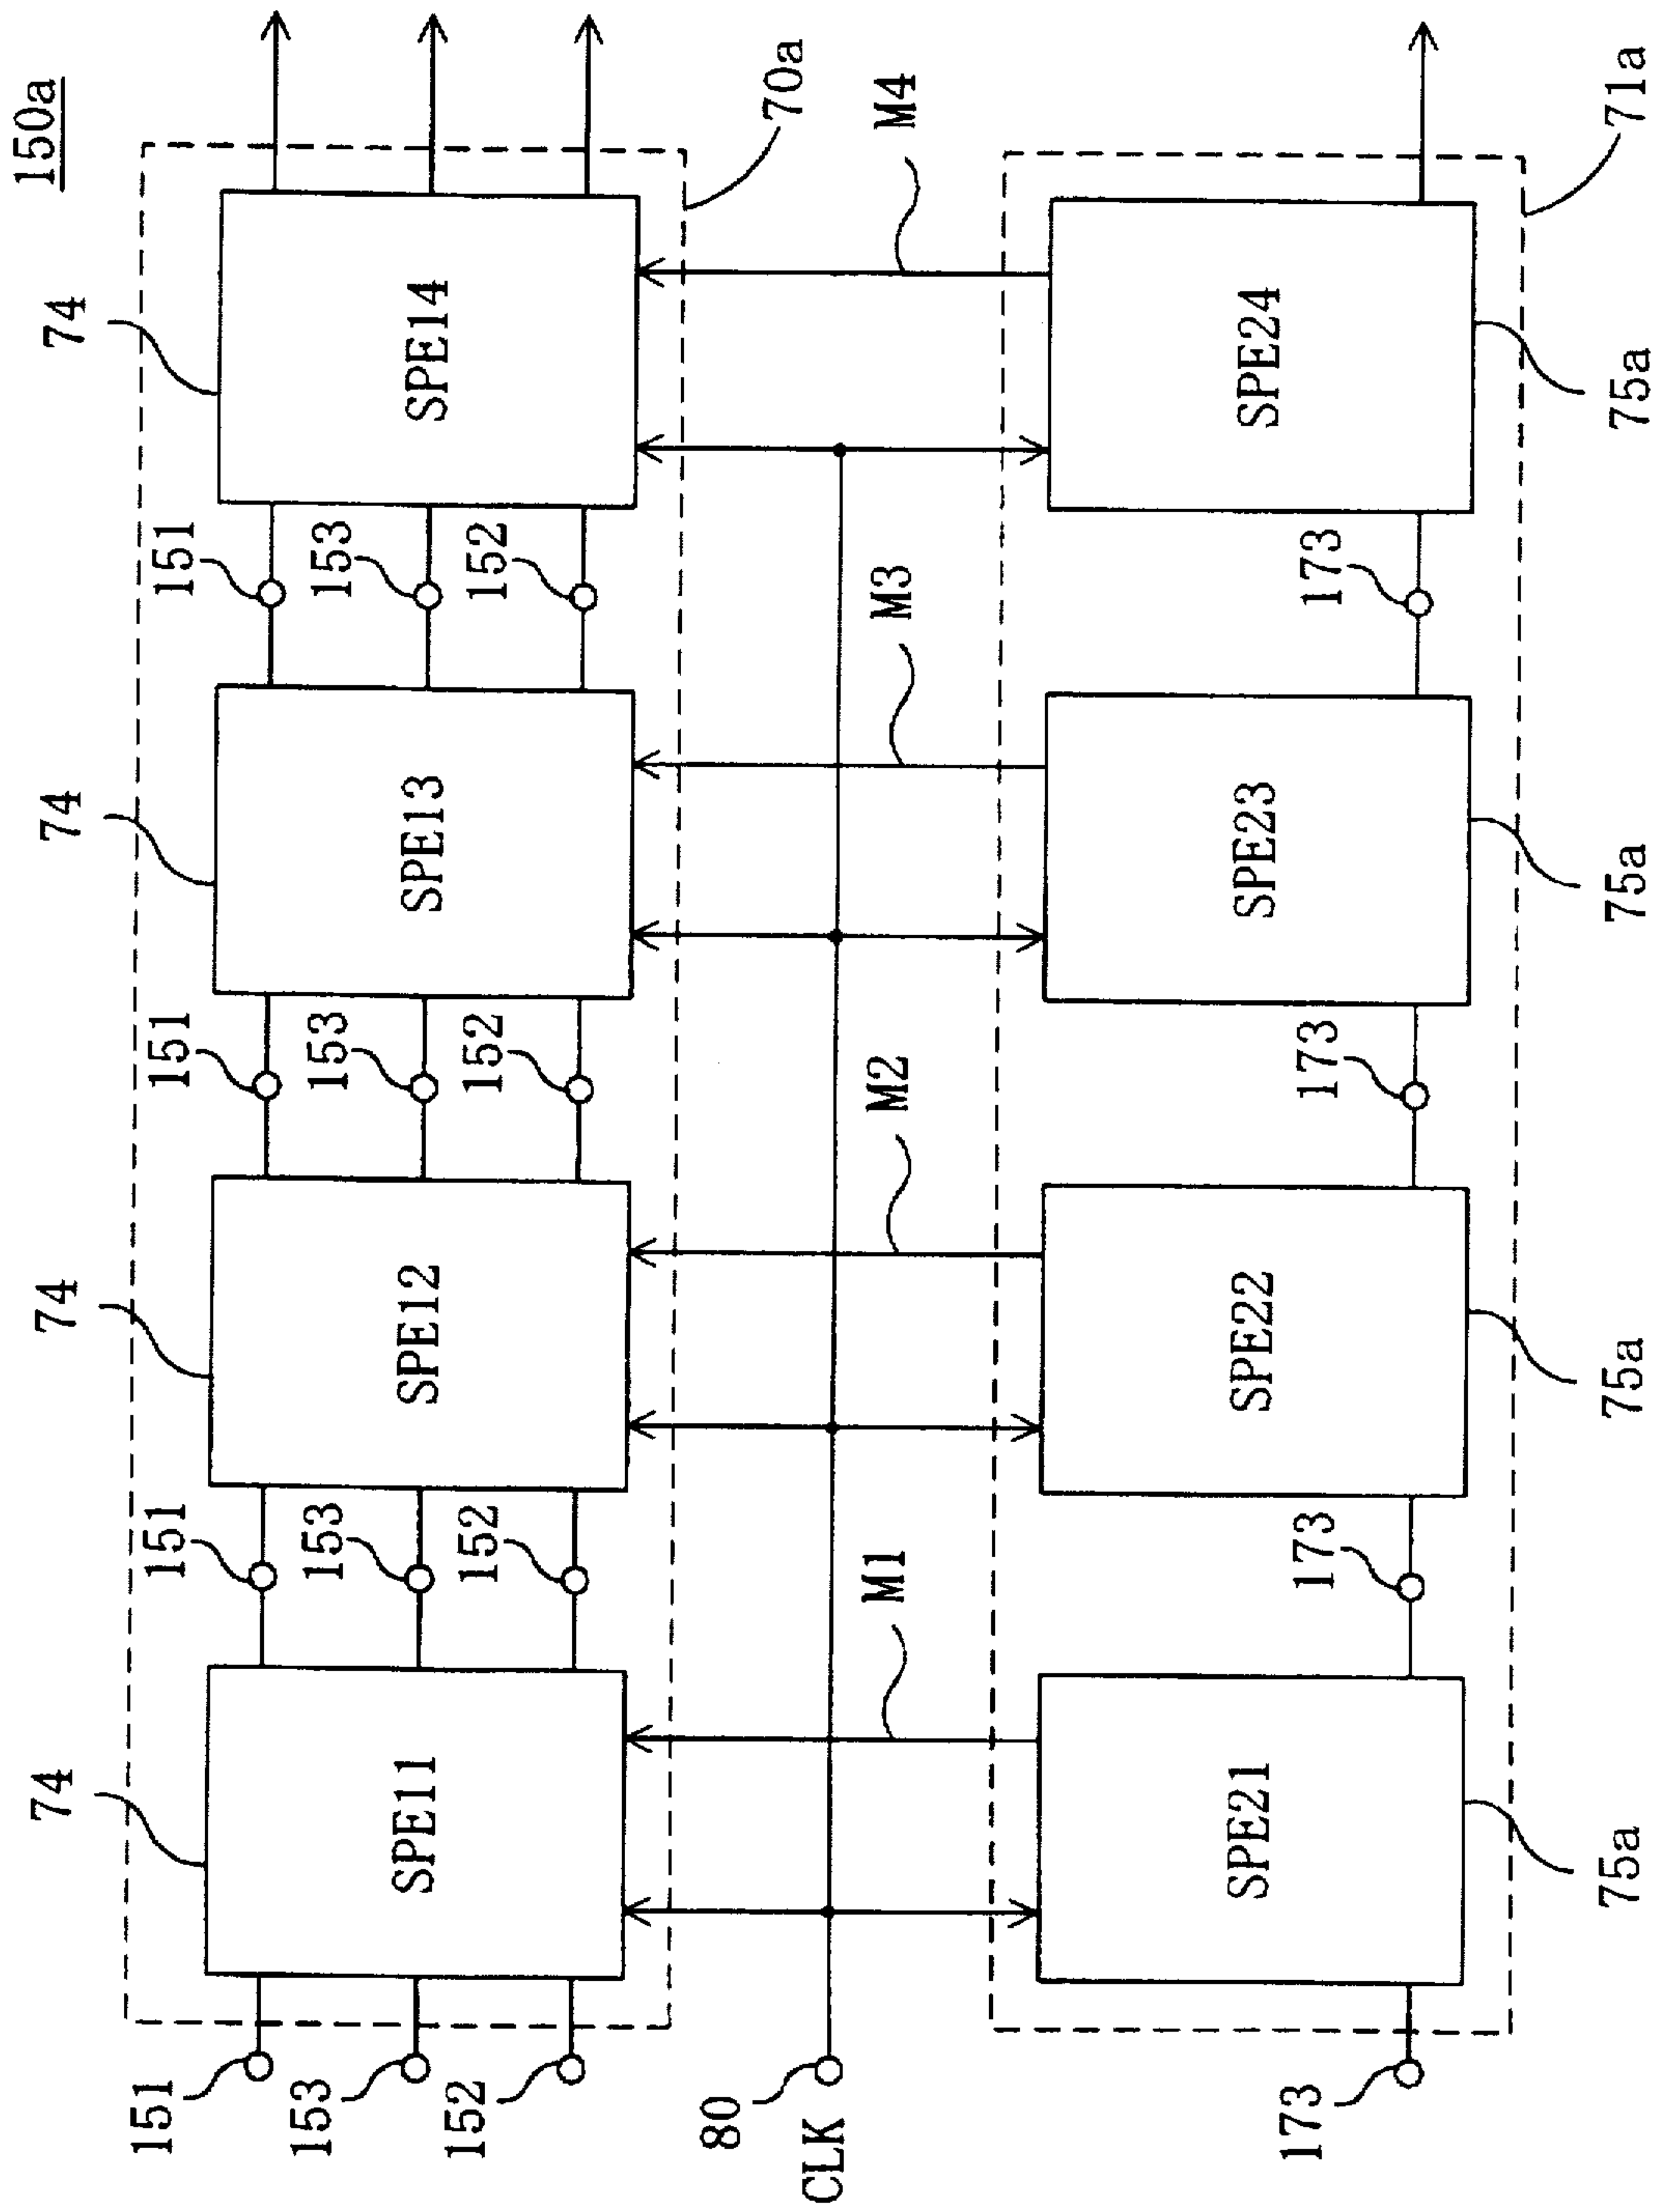 150a
74 74 74 74
151 151 151 151
153 153 153 153
SPE11 SPE12 SPE13 SPE14
152 152 152 152
70a
80
CLK
M1 M2 M3 M4
SPE21 SPE22 SPE23 SPE24
173 173 173 173
75a 75a 75a 75a
71a